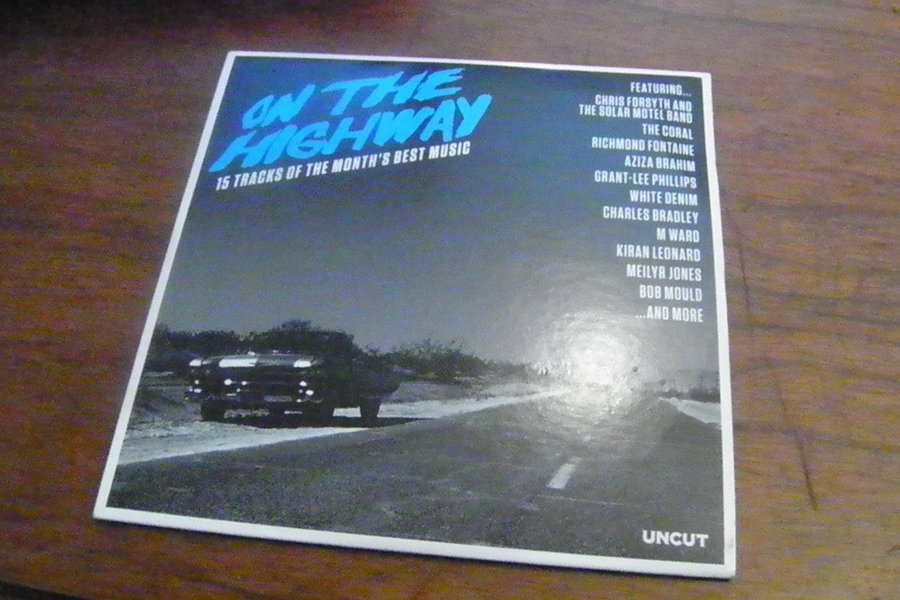 ON THE
HIGHWAY
15 TRACKS OF THE MONTH'S BEST MUSIC
FEATURING...
CHRIS FORSYTH AND
THE SOLAR MOTEL BAND
THE CORAL
RICHMOND FONTAINE
AZIZA BRAHIM
GRANT-LEE PHILLIPS
WHITE DENIM
CHARLES BRADLEY
M WARD
KIRAN LEONARD
MEILYR JONES
BOB MOULD
...AND MORE
UNCUT